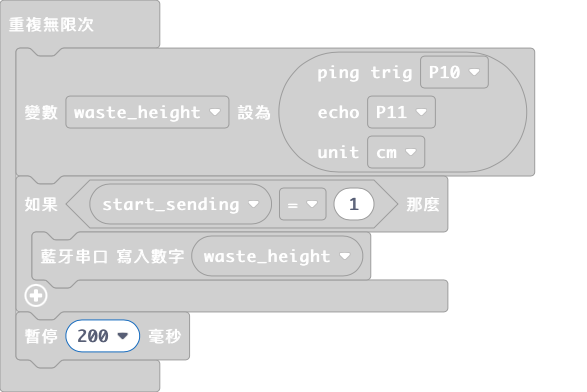 重複無限次
ping trig P10
變數 waste_height 設為 echo P11
unit cm
如果 start_sending = 1 那麼
藍牙串口 寫入數字 waste_height
暫停 200 毫秒